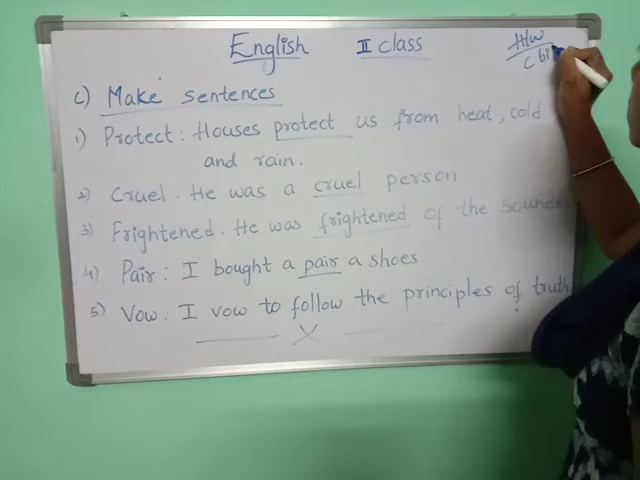 English II class
H/W
C)  Make sentences
1) Protect: Houses protect us from heat, cold
and rain.
2) Cruel. He was a cruel person
3) Frightened: He was frightened of the sounds.
4) Pair: I bought a pair a shoes
5) Vow: I vow to follow the principles of truth
X